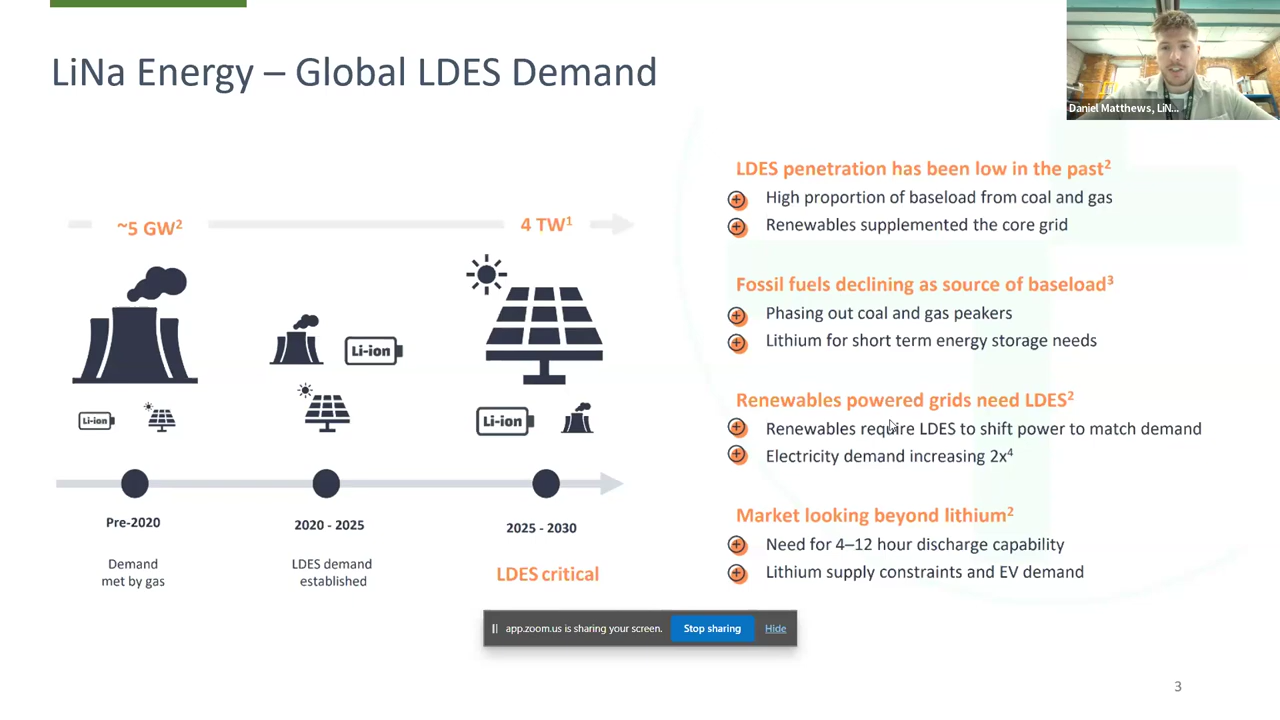 LiNa Energy – Global LDES Demand
Daniel Matthews, LiN...
~5 GW²
4 TW¹
Li-ion
Li-ion
Li-ion
Pre-2020
2020 - 2025
2025 - 2030
Demand
met by gas
LDES demand
established
LDES critical
LDES penetration has been low in the past²
High proportion of baseload from coal and gas
Renewables supplemented the core grid
Fossil fuels declining as source of baseload³
Phasing out coal and gas peakers
Lithium for short term energy storage needs
Renewables powered grids need LDES²
Renewables require LDES to shift power to match demand
Electricity demand increasing 2x⁴
Market looking beyond lithium²
Need for 4–12 hour discharge capability
Lithium supply constraints and EV demand
app.zoom.us is sharing your screen.
Stop sharing
Hide
3